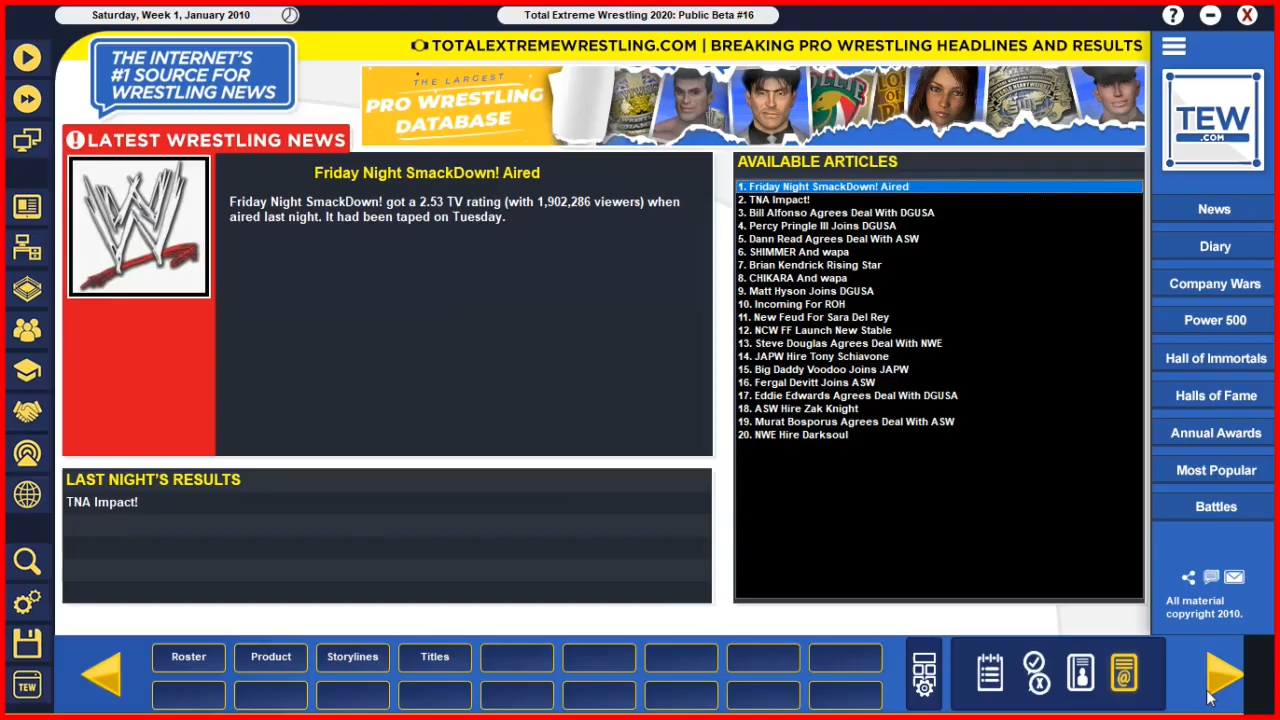 Saturday, Week 1, January 2010
Total Extreme Wrestling 2020: Public Beta #16
?
X
THE INTERNET'S
#1 SOURCE FOR
WRESTLING NEWS
TOTALEXTREMEWRESTLING.COM | BREAKING PRO WRESTLING HEADLINES AND RESULTS
THE LARGEST
PRO WRESTLING
DATABASE
TEW
.COM
! LATEST WRESTLING NEWS
Friday Night SmackDown! Aired
Friday Night SmackDown! got a 2.53 TV rating (with 1,902,286 viewers) when
aired last night. It had been taped on Tuesday.
LAST NIGHT'S RESULTS
TNA Impact!
AVAILABLE ARTICLES
1. Friday Night SmackDown! Aired
2. TNA Impact!
3. Bill Alfonso Agrees Deal With DGUSA
4. Percy Pringle III Joins DGUSA
5. Dann Read Agrees Deal With ASW
6. SHIMMER And wapa
7. Brian Kendrick Rising Star
8. CHIKARA And wapa
9. Matt Hyson Joins DGUSA
10. Incoming For ROH
11. New Feud For Sara Del Rey
12. NCW FF Launch New Stable
13. Steve Douglas Agrees Deal With NWE
14. JAPW Hire Tony Schiavone
15. Big Daddy Voodoo Joins JAPW
16. Fergal Devitt Joins ASW
17. Eddie Edwards Agrees Deal With DGUSA
18. ASW Hire Zak Knight
19. Murat Bosporus Agrees Deal With ASW
20. NWE Hire Darksoul
News
Diary
Company Wars
Power 500
Hall of Immortals
Halls of Fame
Annual Awards
Most Popular
Battles
All material
copyright 2010.
TEW
Roster
Product
Storylines
Titles
@